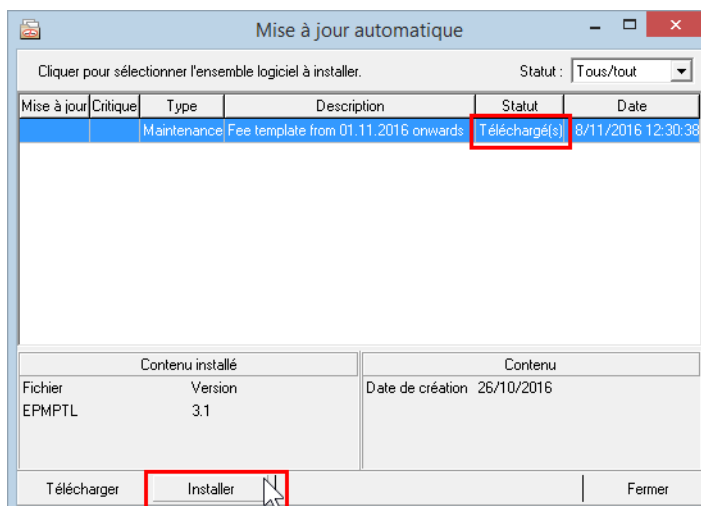 Mise à jour automatique
Cliquer pour sélectionner l'ensemble logiciel à installer. Statut : Tous/tout
Mise à jour Critique Type Description Statut Date
Maintenance Fee template from 01.11.2016 onwards Téléchargé(s) 8/11/2016 12:30:38
Contenu installé Contenu
Fichier Version Date de création 26/10/2016
EPMPTL 3.1
Télécharger Installer Fermer